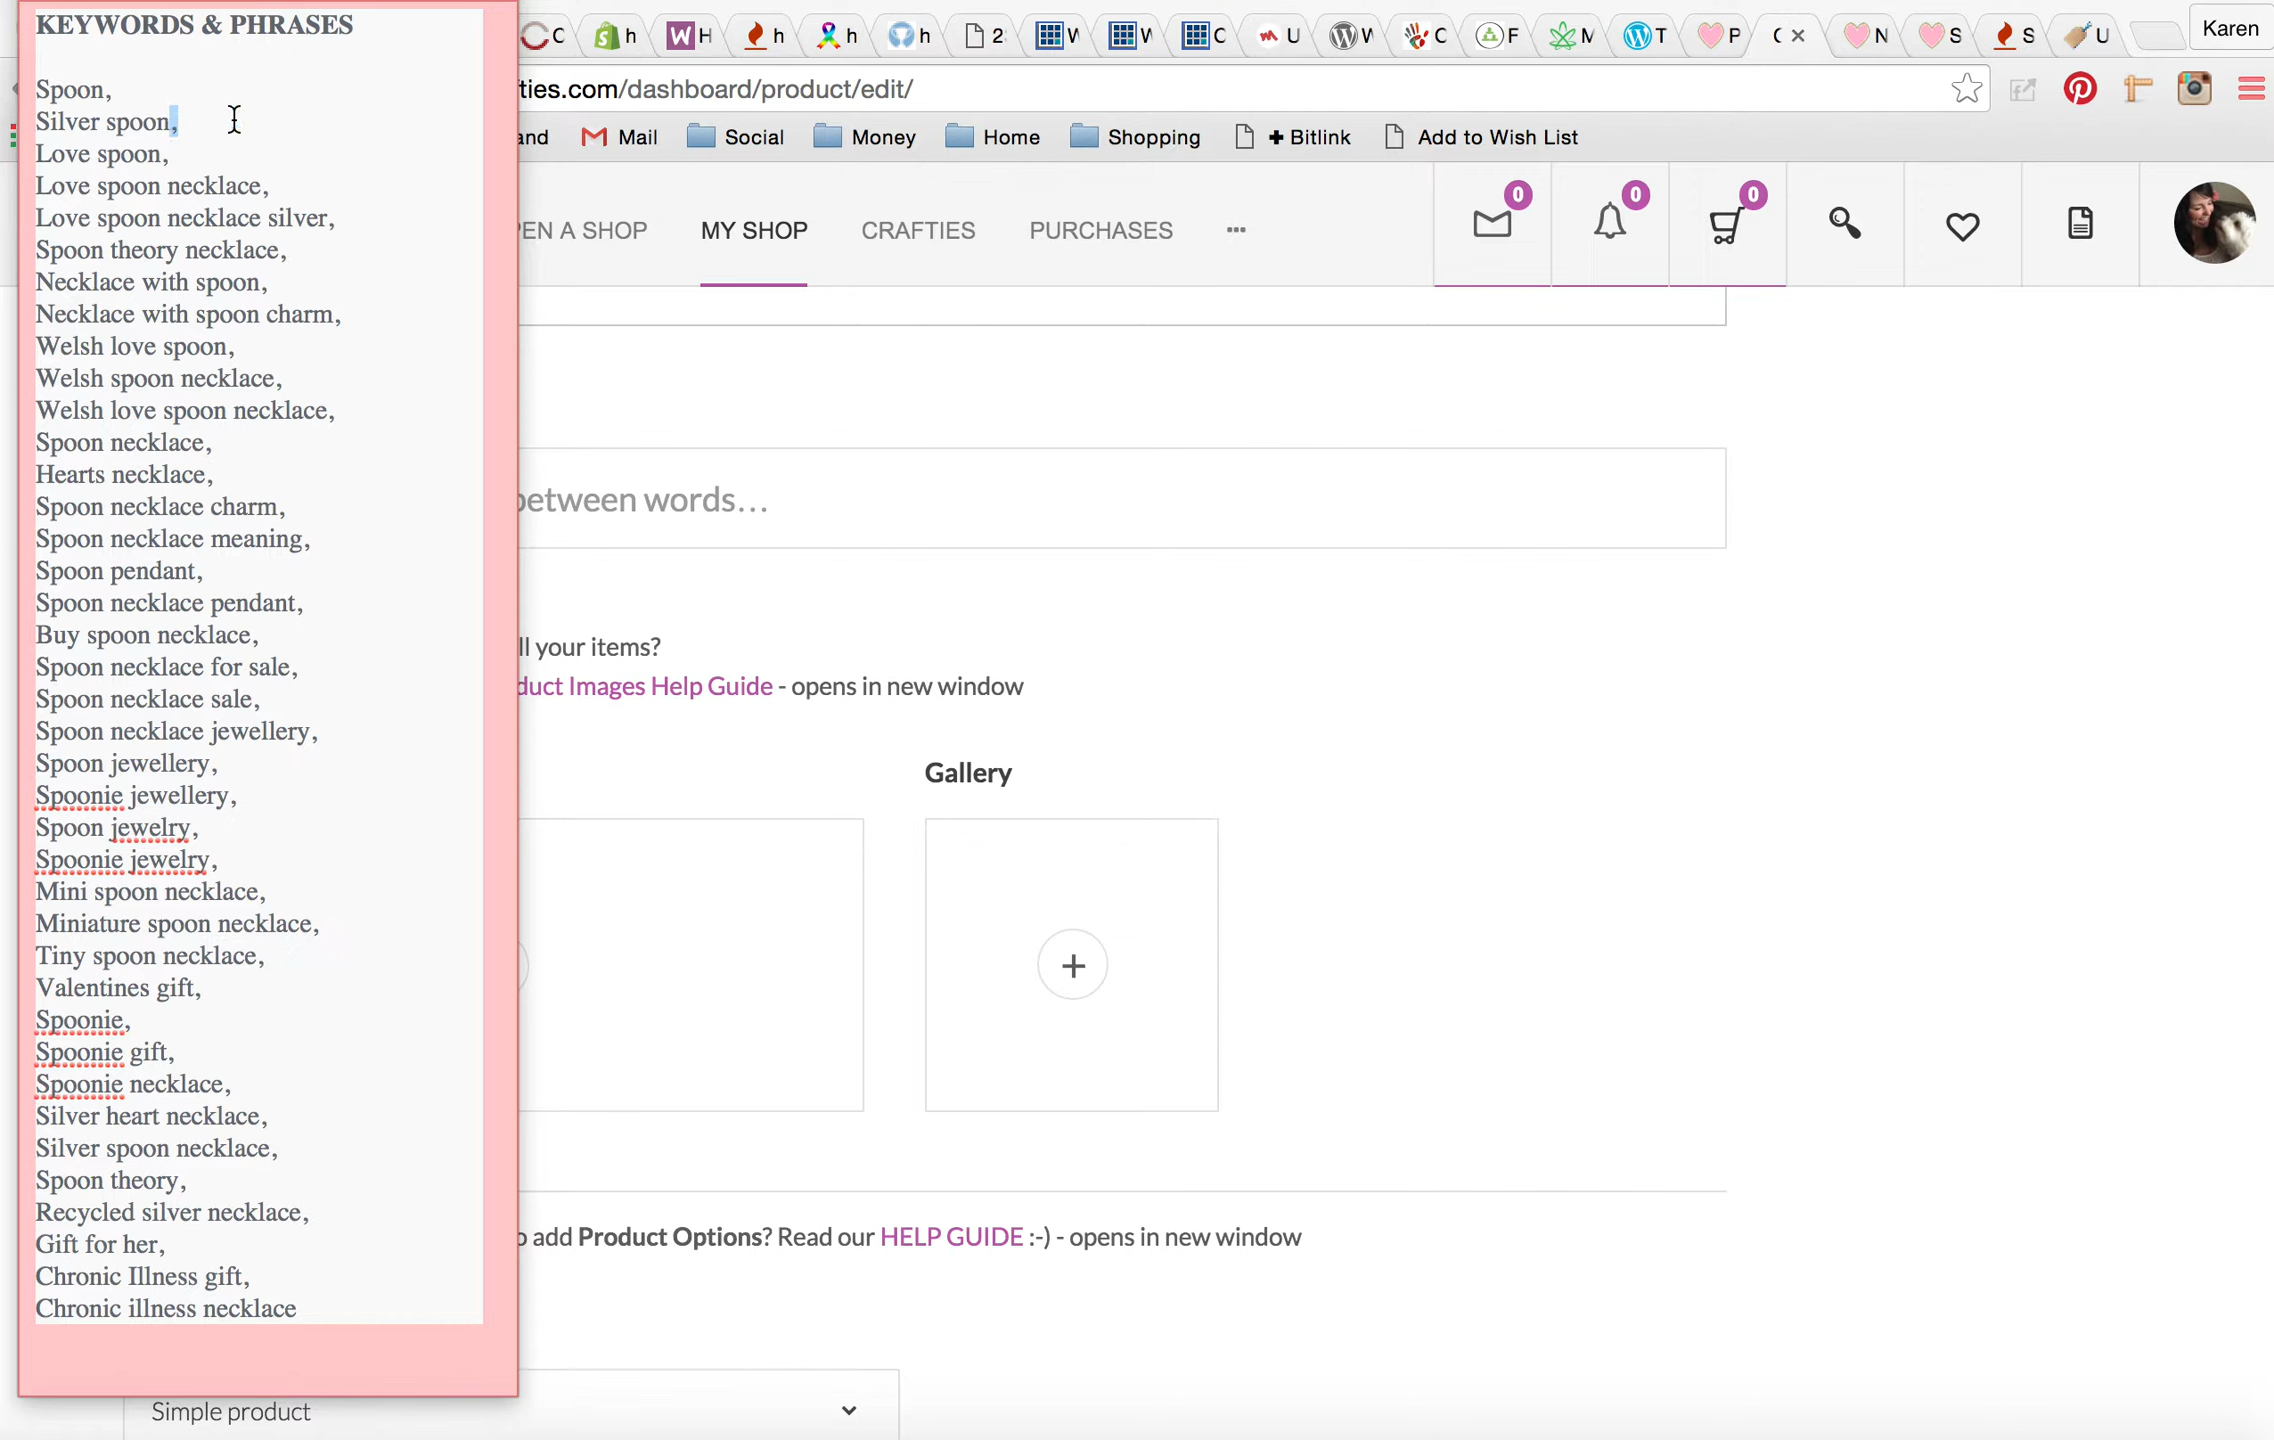 KEYWORDS & PHRASES
Spoon,
Silver spoon,
Love spoon,
Love spoon necklace,
Love spoon necklace silver,
Spoon theory necklace,
Necklace with spoon,
Necklace with spoon charm,
Welsh love spoon,
Welsh spoon necklace,
Welsh love spoon necklace,
Spoon necklace,
Hearts necklace,
Spoon necklace charm,
Spoon necklace meaning,
Spoon pendant,
Spoon necklace pendant,
Buy spoon necklace,
Spoon necklace for sale,
Spoon necklace sale,
Spoon necklace jewellery,
Spoon jewellery,
Spoonie jewellery,
Spoon jewelry,
Spoonie jewelry,
Mini spoon necklace,
Miniature spoon necklace,
Tiny spoon necklace,
Valentines gift,
Spoonie,
Spoonie gift,
Spoonie necklace,
Silver heart necklace,
Silver spoon necklace,
Spoon theory,
Recycled silver necklace,
Gift for her,
Chronic Illness gift,
Chronic illness necklace
C h H h h h 2 C U C F M T P C N S S U Karen
ties.com/dashboard/product/edit/
and Mail Social Money Home Shopping + Bitlink Add to Wish List
EN A SHOP MY SHOP CRAFTIES PURCHASES ... 0 0 0
between words...
ll your items?
duct Images Help Guide - opens in new window
Gallery
+
o add Product Options? Read our HELP GUIDE :-) - opens in new window
Simple product